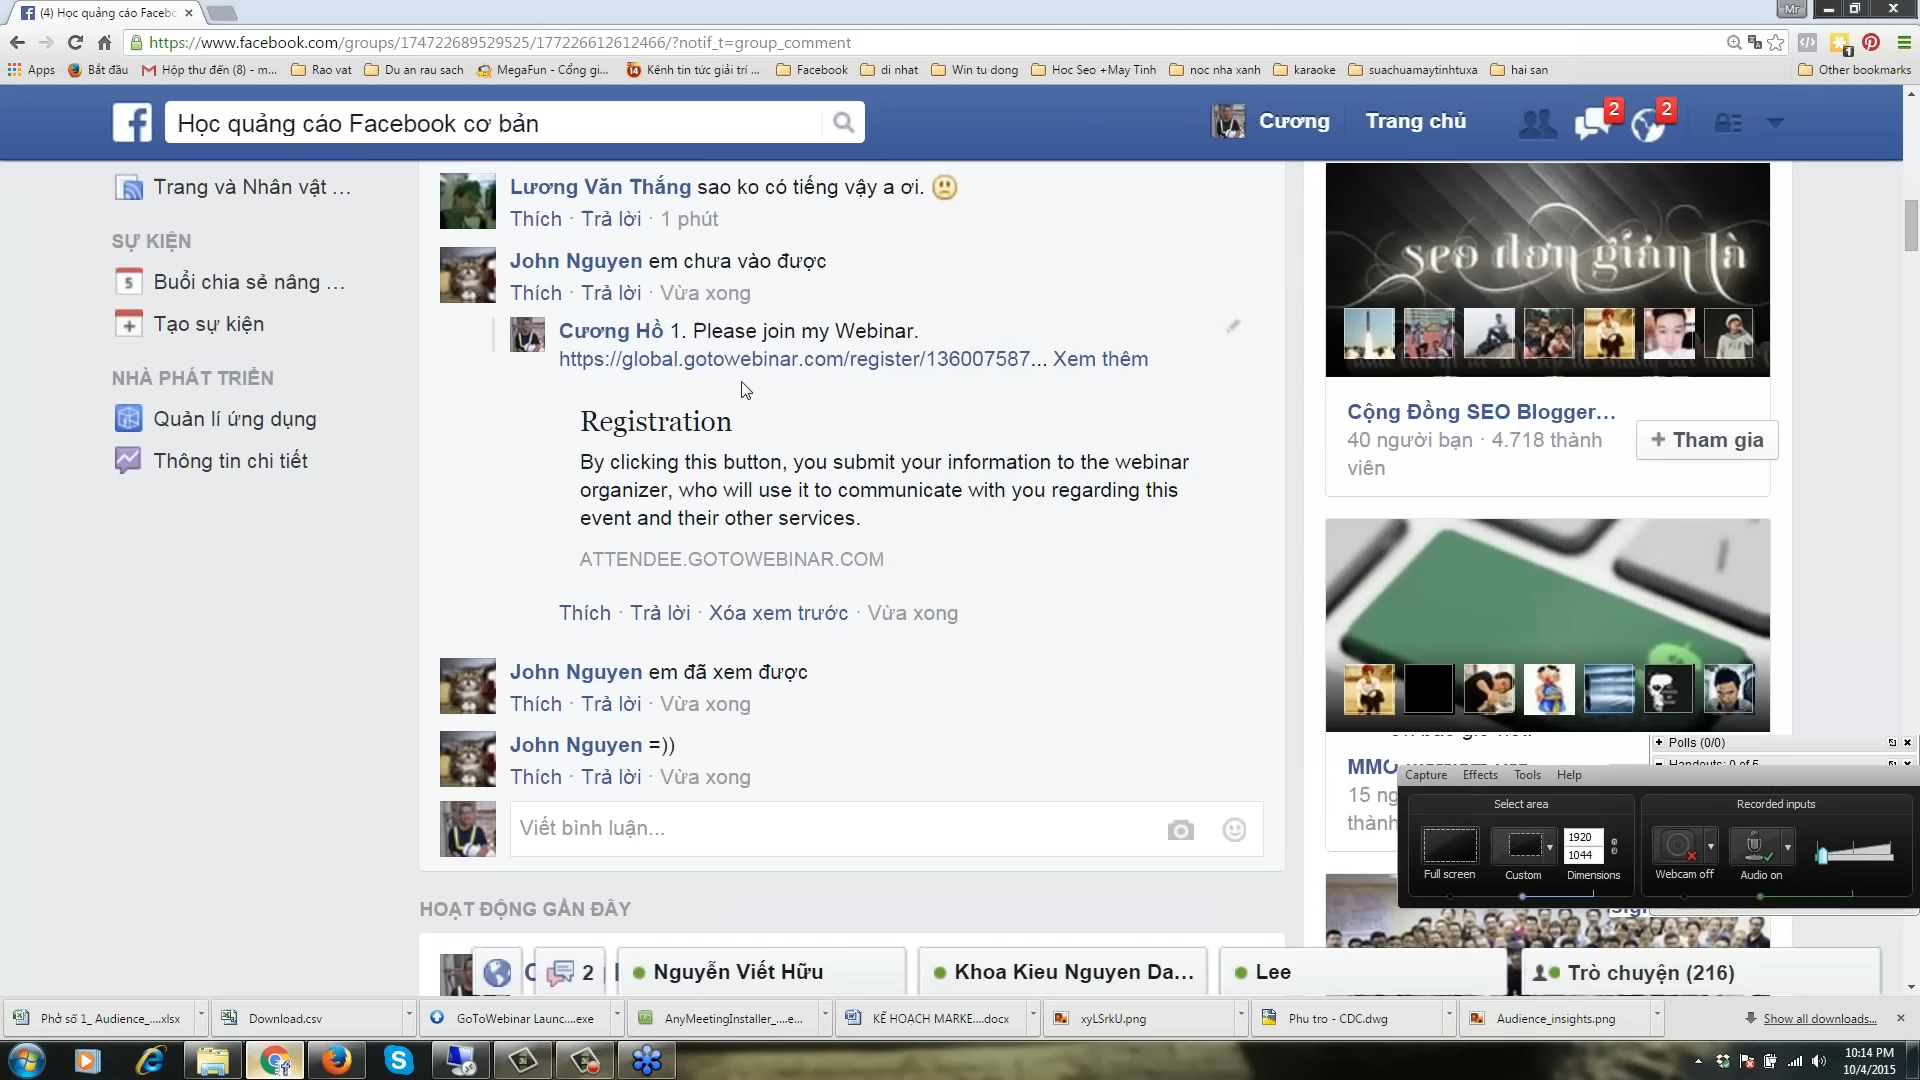 (4) Học quảng cáo Facebo
Mr
https://www.facebook.com/groups/174722689529525/177226612612466/?notif_t=group_comment
1
Apps
Bắt đầu
Hộp thư đến (8) - m...
Rao vat
Du an rau sach
MegaFun - Cổng gi...
Kênh tin tức giải trí ...
Facebook
di nhat
Win tu dong
Hoc Seo +May Tinh
noc nha xanh
karaoke
suachuamaytinhtuxa
hai san
Other bookmarks
Học quảng cáo Facebook cơ bản
Cương
Trang chủ
2
2
Trang và Nhân vật ...
SỰ KIỆN
5
Buổi chia sẻ nâng ...
Tạo sự kiện
NHÀ PHÁT TRIỂN
Quản lí ứng dụng
Thông tin chi tiết
Lương Văn Thắng sao ko có tiếng vậy a ơi.
Thích · Trả lời · 1 phút
John Nguyen em chưa vào được
Thích · Trả lời · Vừa xong
Cương Hồ 1. Please join my Webinar.
https://global.gotowebinar.com/register/136007587... Xem thêm
Registration
By clicking this button, you submit your information to the webinar
organizer, who will use it to communicate with you regarding this
event and their other services.
ATTENDEE.GOTOWEBINAR.COM
Thích · Trả lời · Xóa xem trước · Vừa xong
John Nguyen em đã xem được
Thích · Trả lời · Vừa xong
John Nguyen =))
Thích · Trả lời · Vừa xong
Viết bình luận...
HOẠT ĐỘNG GẦN ĐÂY
seo đơn giản là
Cộng Đồng SEO Blogger...
40 người bạn · 4.718 thành
viên
+ Tham gia
MMO
15 ng
thành
Polls (0/0)
Handouts: 0 of 5
Capture
Effects
Tools
Help
Select area
Recorded inputs
1920
1044
Full screen
Custom
Dimensions
Webcam off
Audio on
2
Nguyễn Viết Hữu
Khoa Kieu Nguyen Da...
Lee
Trò chuyện (216)
Phở số 1_ Audience_....xlsx
Download.csv
GoToWebinar Launc....exe
AnyMeetingInstaller_....e...
KẾ HOẠCH MARKE....docx
xyLSrkU.png
Phu tro - CDC.dwg
Audience_insights.png
Show all downloads...
10:14 PM
10/4/2015